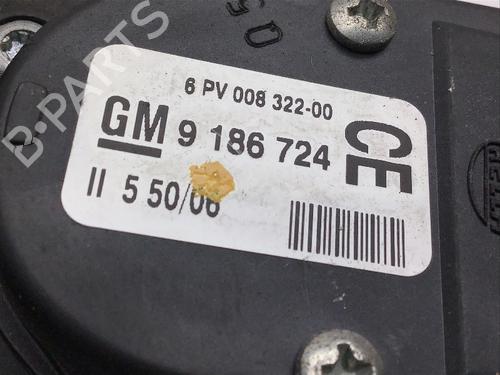 6 PV 008 322-00
GM 9 186 724 CE
II 5 50/06
B-Parts